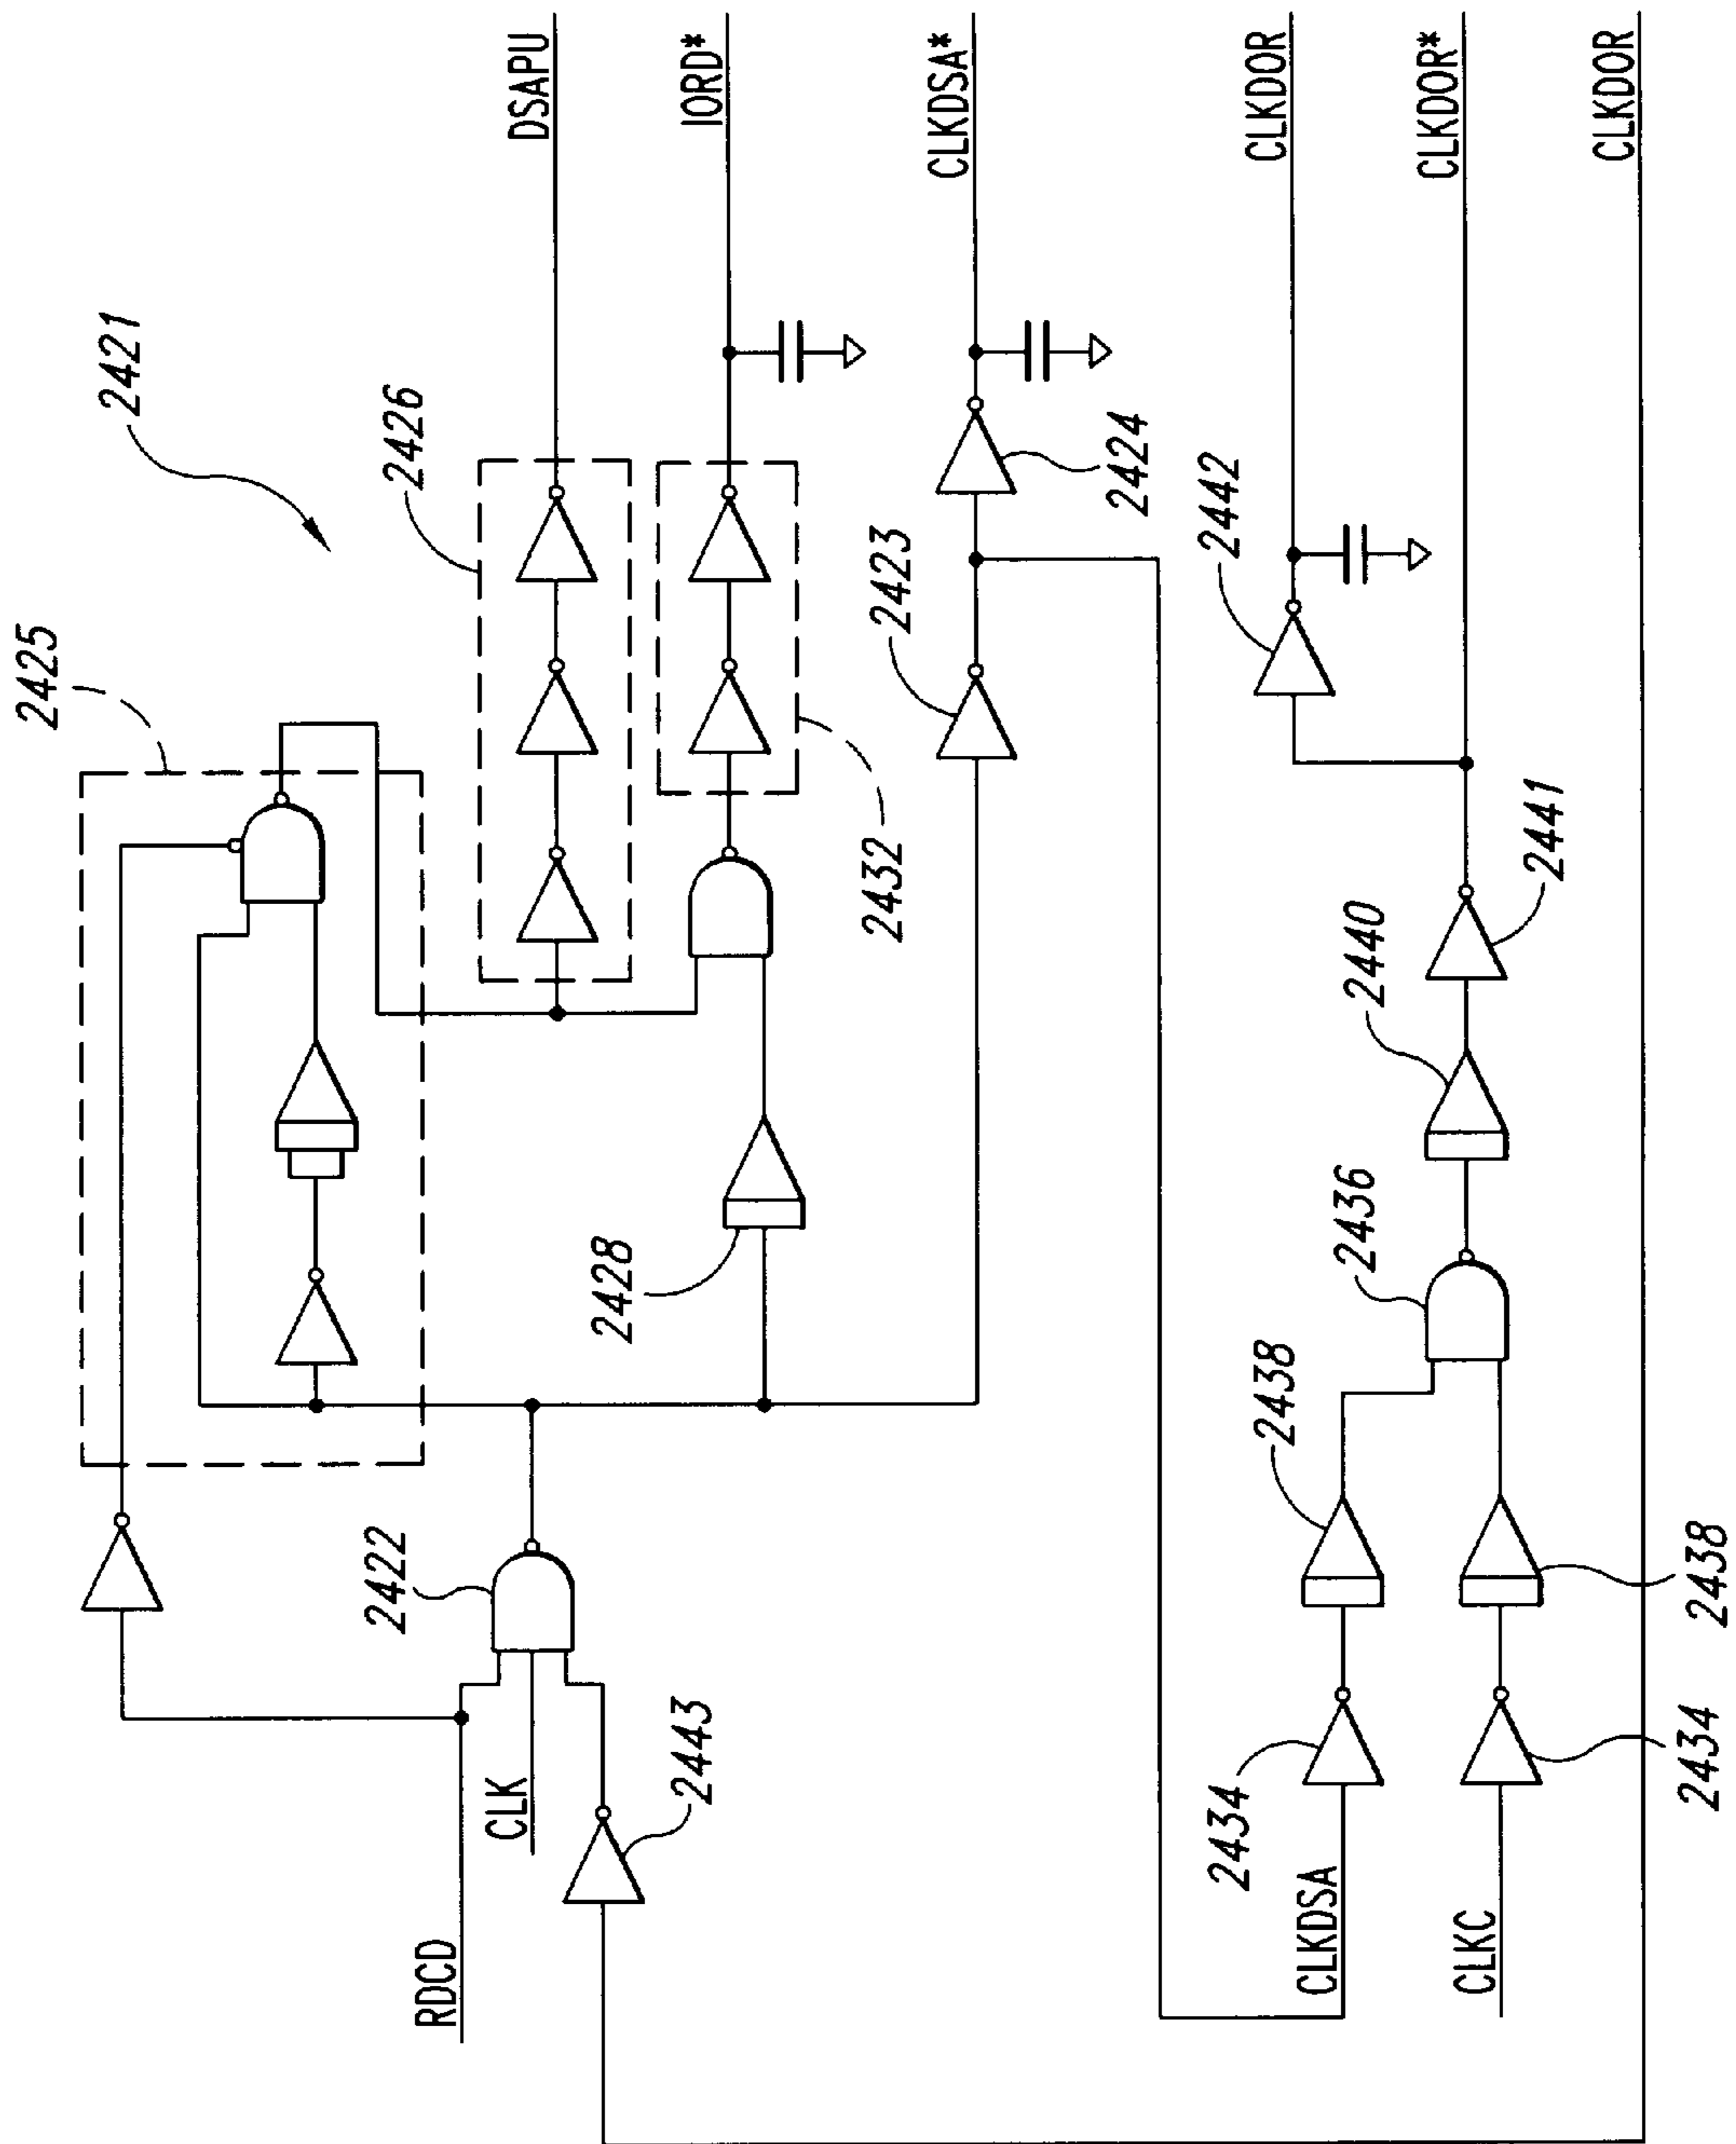 2421
2425
2426
DSAPU
IORD*
2432
2423
2424
CLKDSA*
2428
2422
RDCD
CLK
2443
2442
CLKDOR
2441
CLKDOR*
2440
2436
2438
2434
CLKDSA
CLKC
2438
2434
CLKDOR